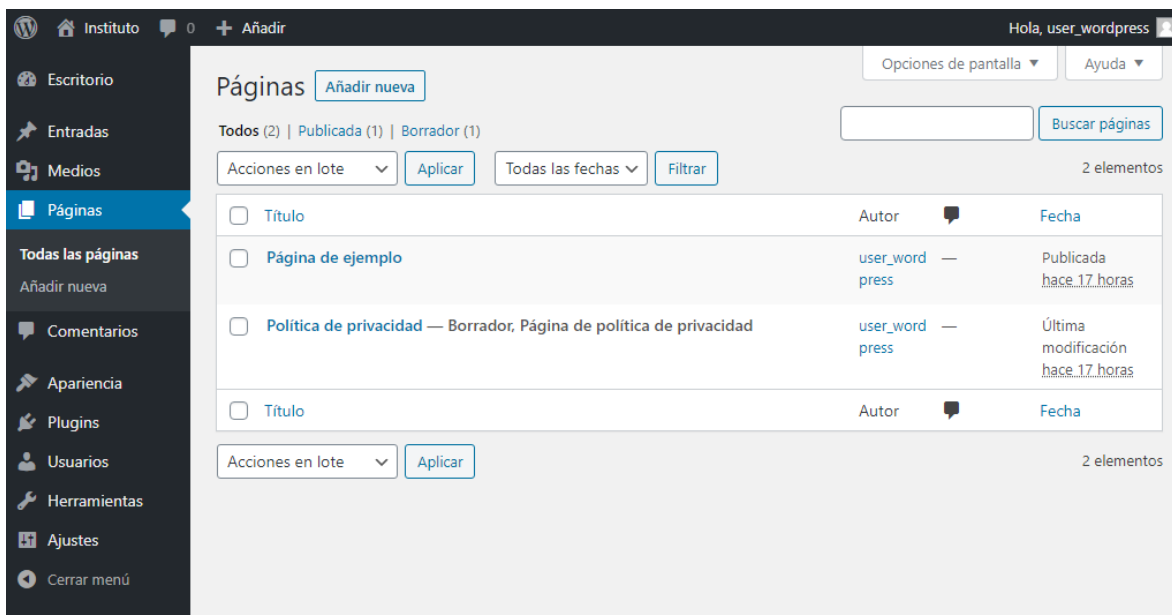 Instituto 0 Añadir Hola, user_wordpress
Opciones de pantalla Ayuda
Escritorio
Entradas
Medios
Páginas
Todas las páginas
Añadir nueva
Comentarios
Apariencia
Plugins
Usuarios
Herramientas
Ajustes
Cerrar menú
Páginas Añadir nueva
Todos (2) | Publicada (1) | Borrador (1) Buscar páginas
Acciones en lote Aplicar Todas las fechas Filtrar 2 elementos
Título Autor Fecha
Página de ejemplo user_word — Publicada
press hace 17 horas
Política de privacidad — Borrador, Página de política de privacidad user_word — Última
press modificación
hace 17 horas
Título Autor Fecha
Acciones en lote Aplicar 2 elementos